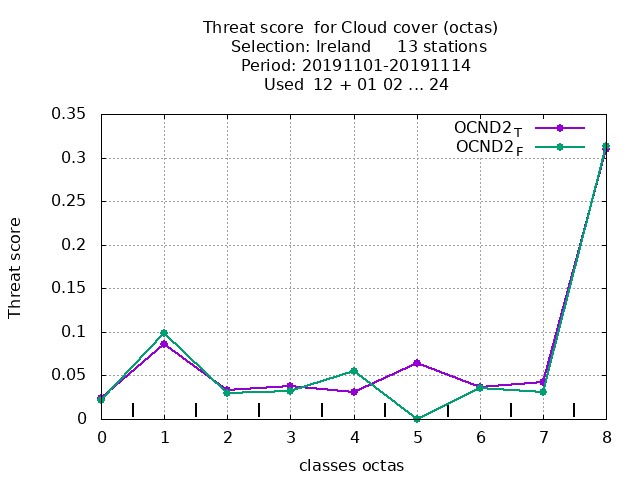 Threat score  for Cloud cover (octas)
Selection: Ireland     13 stations
Period: 20191101-20191114
Used  12 + 01 02 ... 24
0.35
OCND2T
OCND2F
0.3
0.25
0.2
0.15
0.1
0.05
0
Threat score
0 1 2 3 4 5 6 7 8
classes octas